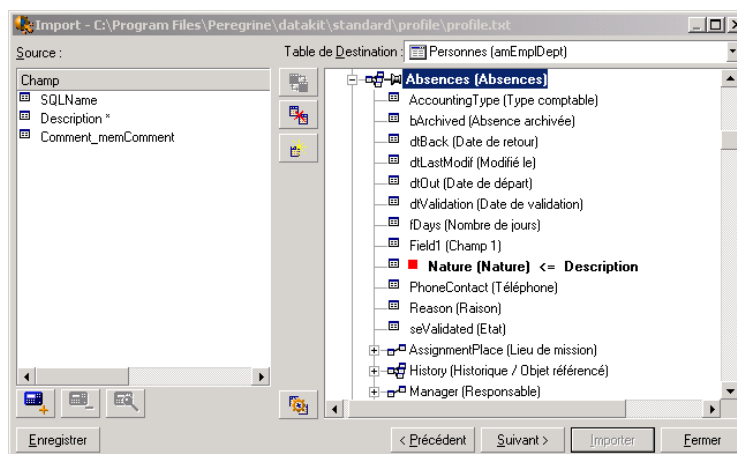 Import - C:\Program Files\Peregrine\datakit\standard\profile\profile.txt
Source :
Table de Destination : Personnes (amEmplDept)
Champ
SQLName
Description *
Comment_memComment
Absences (Absences)
AccountingType (Type comptable)
bArchived (Absence archivée)
dtBack (Date de retour)
dtLastModif (Modifié le)
dtOut (Date de départ)
dtValidation (Date de validation)
fDays (Nombre de jours)
Field1 (Champ 1)
Nature (Nature) <= Description
PhoneContact (Téléphone)
Reason (Raison)
seValidated (Etat)
AssignmentPlace (Lieu de mission)
History (Historique / Objet référencé)
Manager (Responsable)
Enregistrer
< Précédent
Suivant >
Importer
Fermer